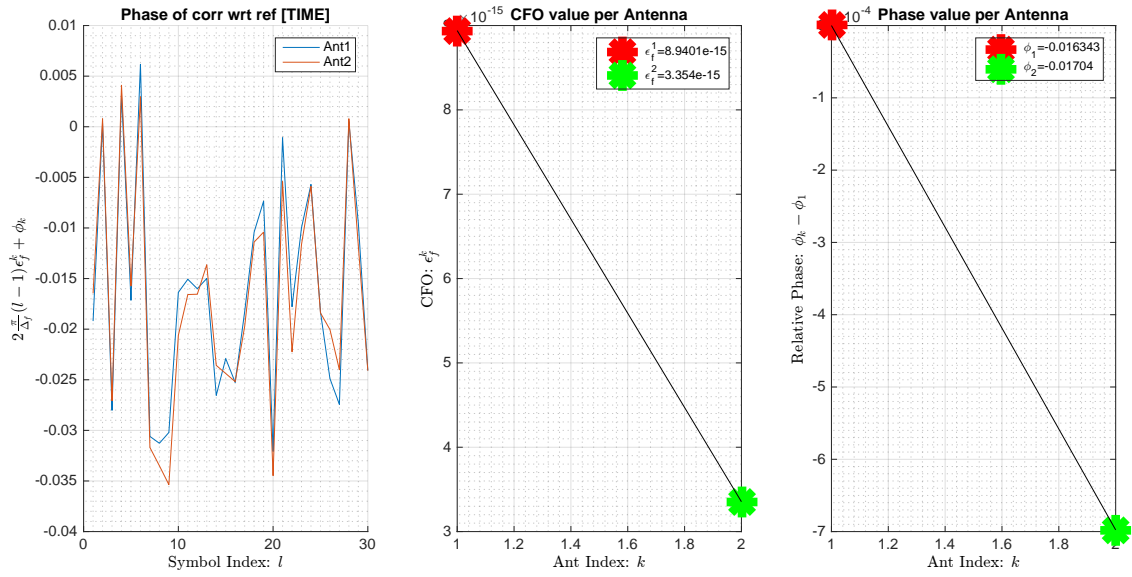 Phase of corr wrt ref [TIME]
0.01
0.005
0
-0.005
-0.01
-0.015
-0.02
-0.025
-0.03
-0.035
-0.04
0
10
20
30
Ant1
Ant2
2 π/Δ_f (l − 1)ϵ_f^k + ϕ_k
Symbol Index: l
CFO value per Antenna
×10^-15
8
7
6
5
4
3
1
1.2
1.4
1.6
1.8
2
ϵ_f^1=8.9401e-15
ϵ_f^2=3.354e-15
CFO: ϵ_f^k
Ant Index: k
Phase value per Antenna
×10^-4
-1
-2
-3
-4
-5
-6
-7
1
1.2
1.4
1.6
1.8
2
ϕ_1=-0.016343
ϕ_2=-0.01704
Relative Phase: ϕ_k − ϕ_1
Ant Index: k